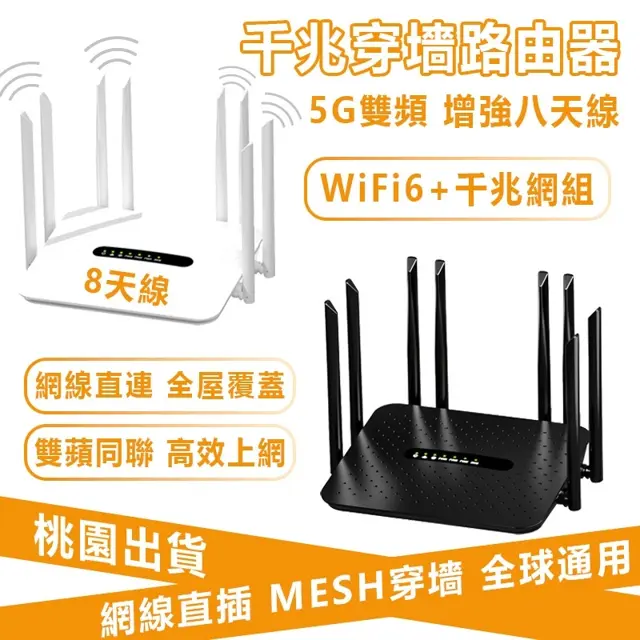 千兆穿墻路由器
5G雙頻 增強八天線
WiFi6+千兆網組
8天線
網線直連 全屋覆蓋
雙蘋同聯 高效上網
桃園出貨
網線直插 MESH穿墻 全球通用